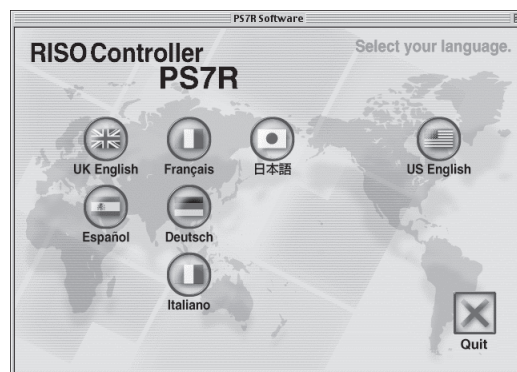 PS7R Software
RISO Controller
PS7R
Select your language.
UK English
Français
日本語
US English
Español
Deutsch
Italiano
Quit